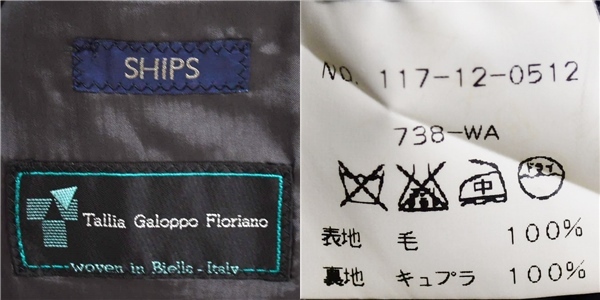 SHIPS
Tallia Galoppo Floriano
woven in Biella - Italy
No. 117-12-0512
738-WA
中
ドライ
表地 毛 100%
裏地 キュプラ 100%